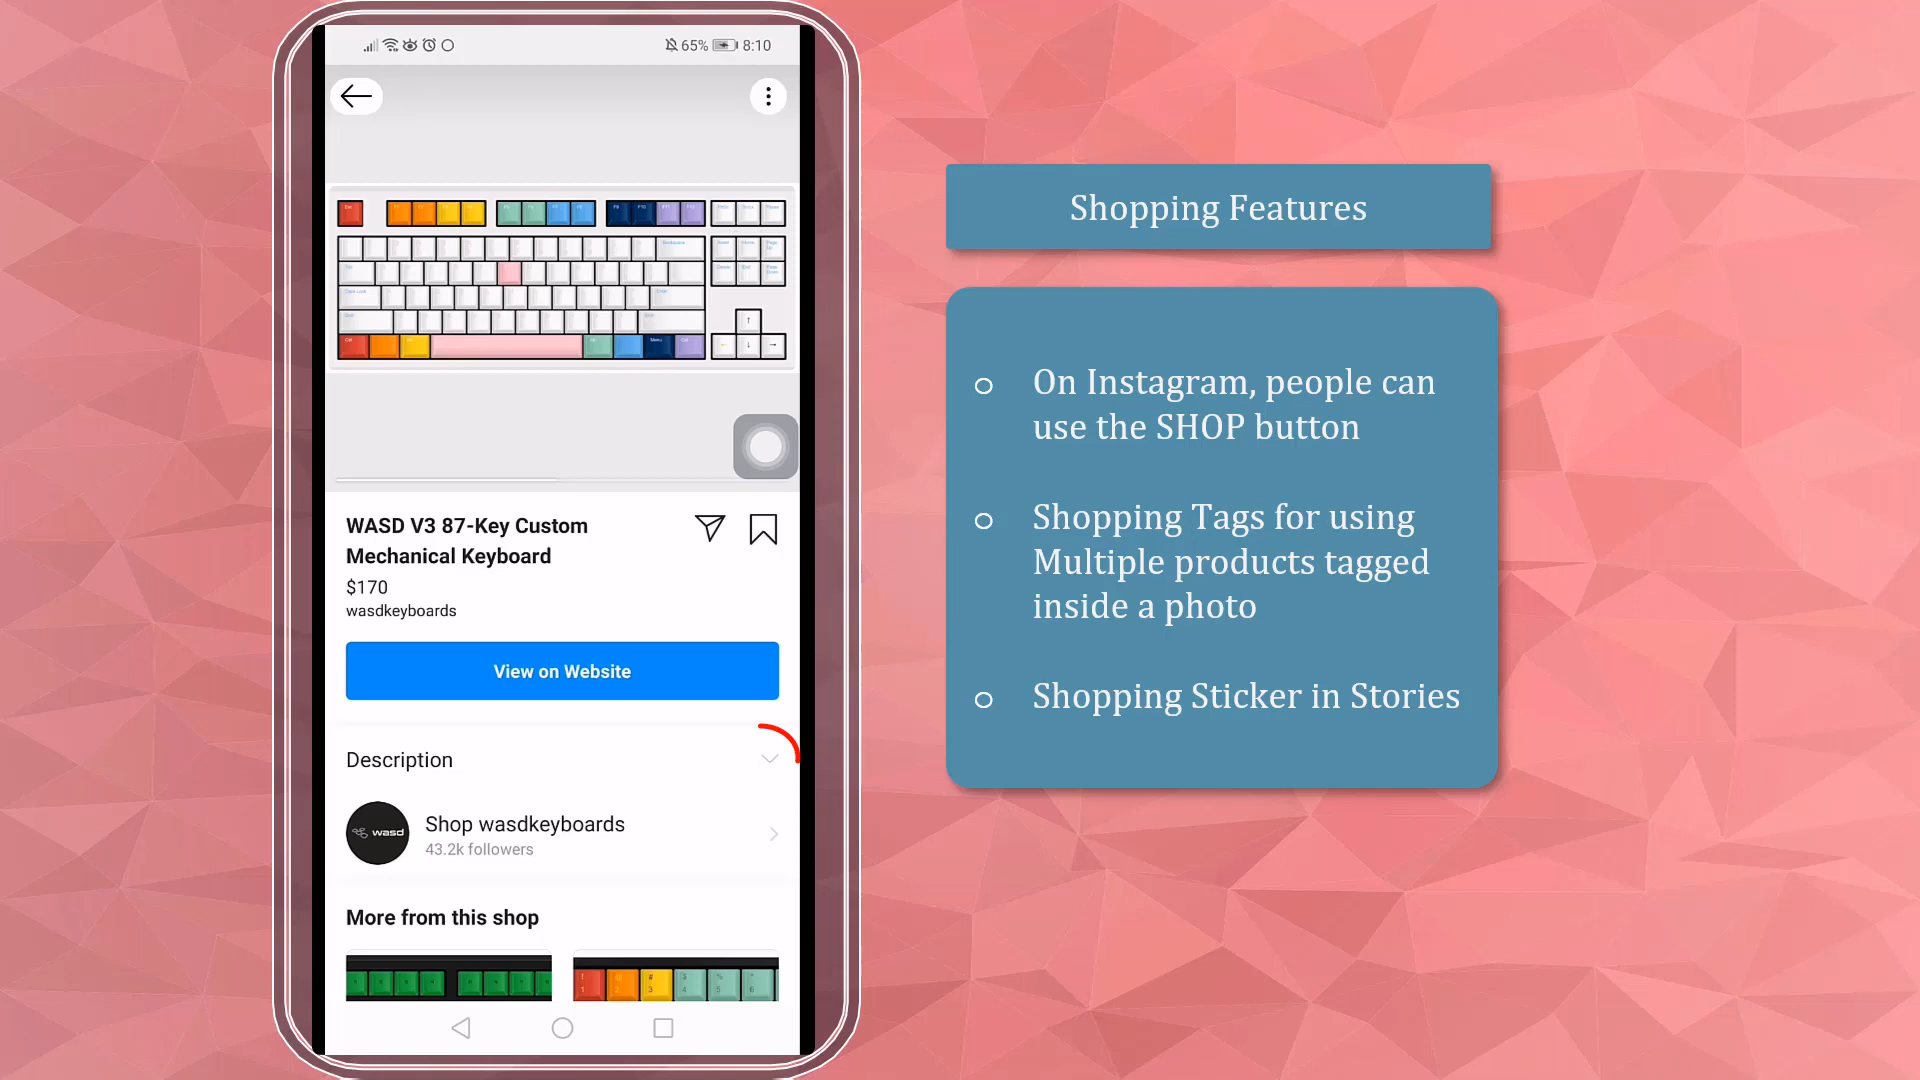 65% 8:10
WASD V3 87-Key Custom
Mechanical Keyboard
$170
wasdkeyboards
View on Website
Description
wasd
Shop wasdkeyboards
43.2k followers
More from this shop
Shopping Features
On Instagram, people can
use the SHOP button
Shopping Tags for using
Multiple products tagged
inside a photo
Shopping Sticker in Stories